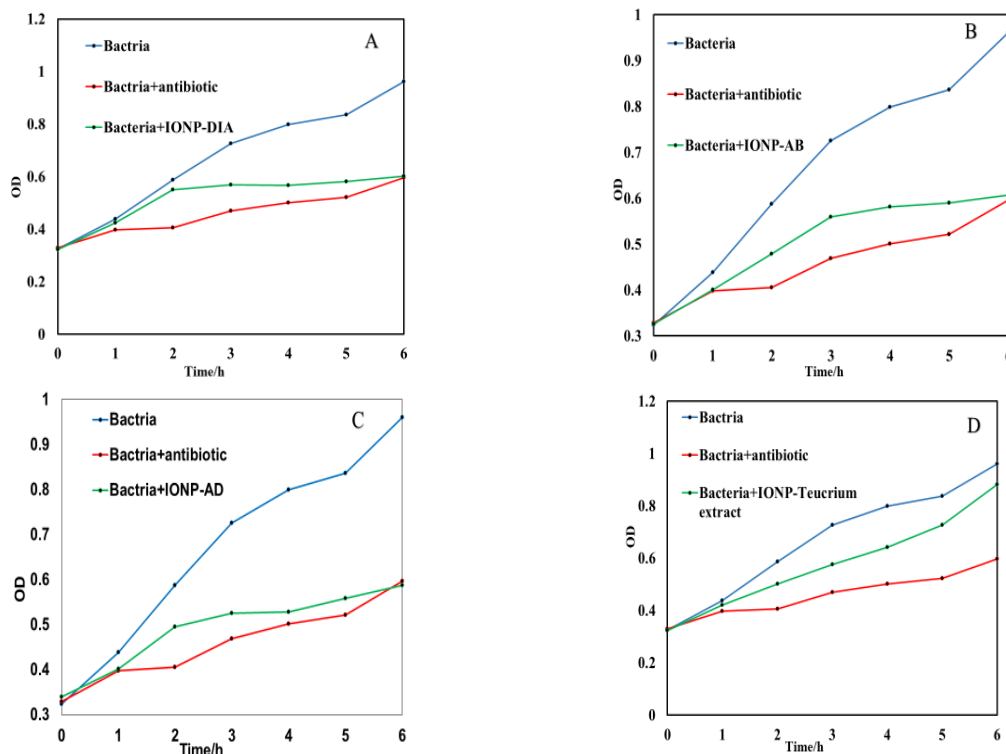 A
1.2
1
0.8
0.6
0.4
0.2
0
OD
Bactria
Bactria+antibiotic
Bacteria+IONP-DIA
0 1 2 3 4 5 6
Time/h
B
1
0.9
0.8
0.7
0.6
0.5
0.4
0.3
OD
Bacteria
Bacteria+antibiotic
Bacteria+IONP-AB
0 1 2 3 4 5 6
Time/h
C
1
0.9
0.8
0.7
0.6
0.5
0.4
0.3
OD
Bactria
Bactria+antibiotic
Bactria+IONP-AD
0 1 2 3 4 5 6
Time/h
D
1.2
1
0.8
0.6
0.4
0.2
0
OD
Bactria
Bactria+antibiotic
Bacteria+IONP-Teucrium
extract
0 1 2 3 4 5 6
Time/h